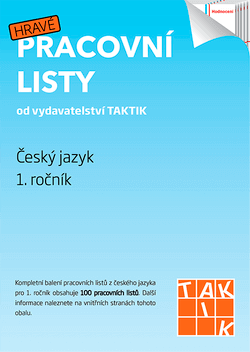 Hodnocení
HRAVÉ
PRACOVNÍ
LISTY
od vydavatelství TAKTIK
Český jazyk
1. ročník
Kompletní balení pracovních listů z českého jazyka
pro 1. ročník obsahuje 100 pracovních listů. Další
informace naleznete na vnitřních stranách tohoto
obalu.
TAK
TIK